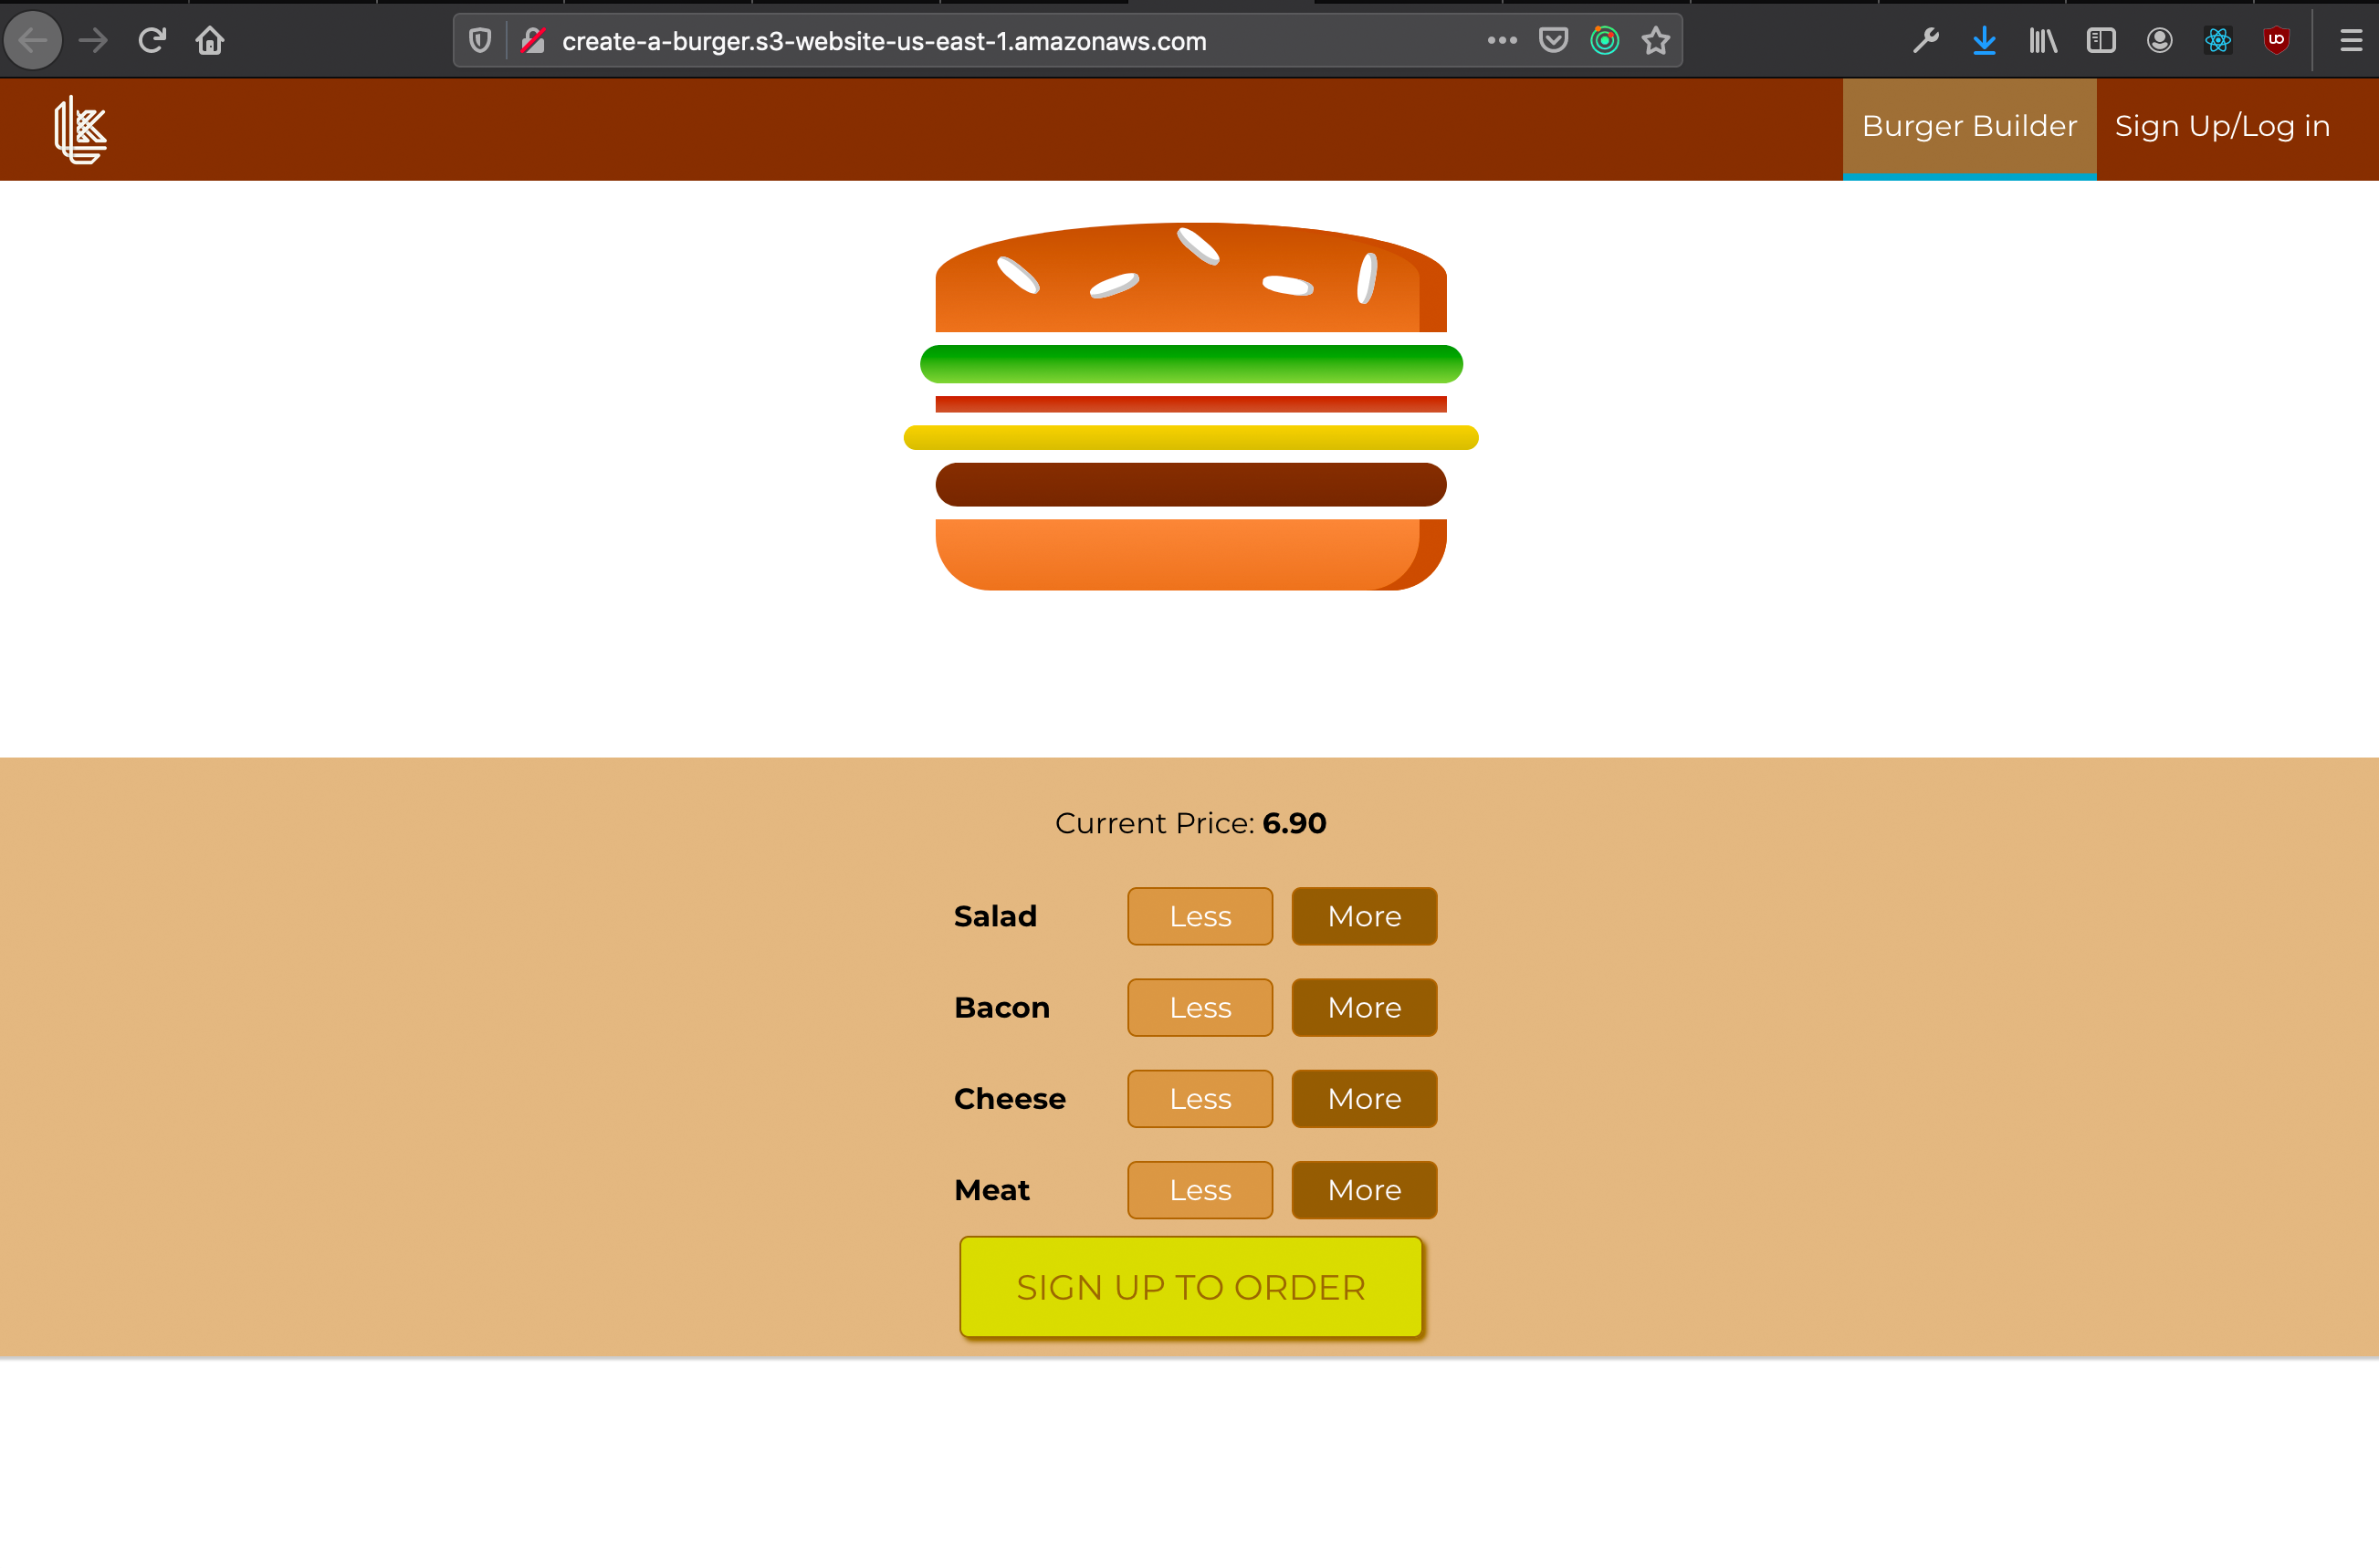 create-a-burger.s3-website-us-east-1.amazonaws.com
Burger Builder Sign Up/Log in
Current Price: 6.90
Salad Less More
Bacon Less More
Cheese Less More
Meat Less More
SIGN UP TO ORDER